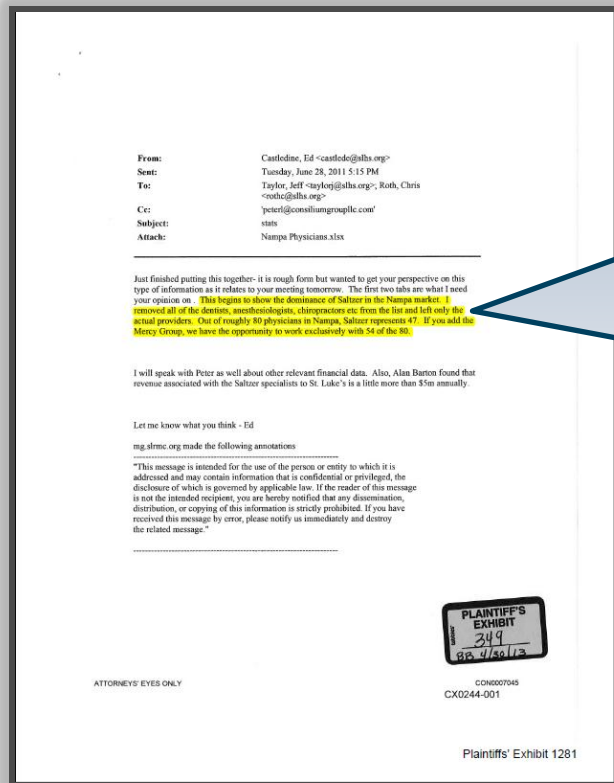 From: Castledine, Ed <castlede@slhs.org>
Sent: Tuesday, June 28, 2011 5:15 PM
To: Taylor, Jeff <taylorj@slhs.org>; Roth, Chris
<rothc@slhs.org>
Cc: 'peterl@consiliumgroupllc.com'
Subject: stats
Attach: Nampa Physicians.xlsx
Just finished putting this together- it is rough form but wanted to get your perspective on this
type of information as it relates to your meeting tomorrow. The first two tabs are what I need
your opinion on . This begins to show the dominance of Saltzer in the Nampa market. I
removed all of the dentists, anesthesiologists, chiropractors etc from the list and left only the
actual providers. Out of roughly 80 physicians in Nampa, Saltzer represents 47. If you add the
Mercy Group, we have the opportunity to work exclusively with 54 of the 80.
I will speak with Peter as well about other relevant financial data. Also, Alan Barton found that
revenue associated with the Saltzer specialists to St. Luke's is a little more than $5m annually.
Let me know what you think - Ed
mg.slrmc.org made the following annotations
"This message is intended for the use of the person or entity to which it is
addressed and may contain information that is confidential or privileged, the
disclosure of which is governed by applicable law. If the reader of this message
is not the intended recipient, you are hereby notified that any dissemination,
distribution, or copying of this information is strictly prohibited. If you have
received this message by error, please notify us immediately and destroy
the related message."
PLAINTIFF'S
EXHIBIT
349
BB 4/30/13
ATTORNEYS' EYES ONLY
CON0007045
CX0244-001
Plaintiffs' Exhibit 1281